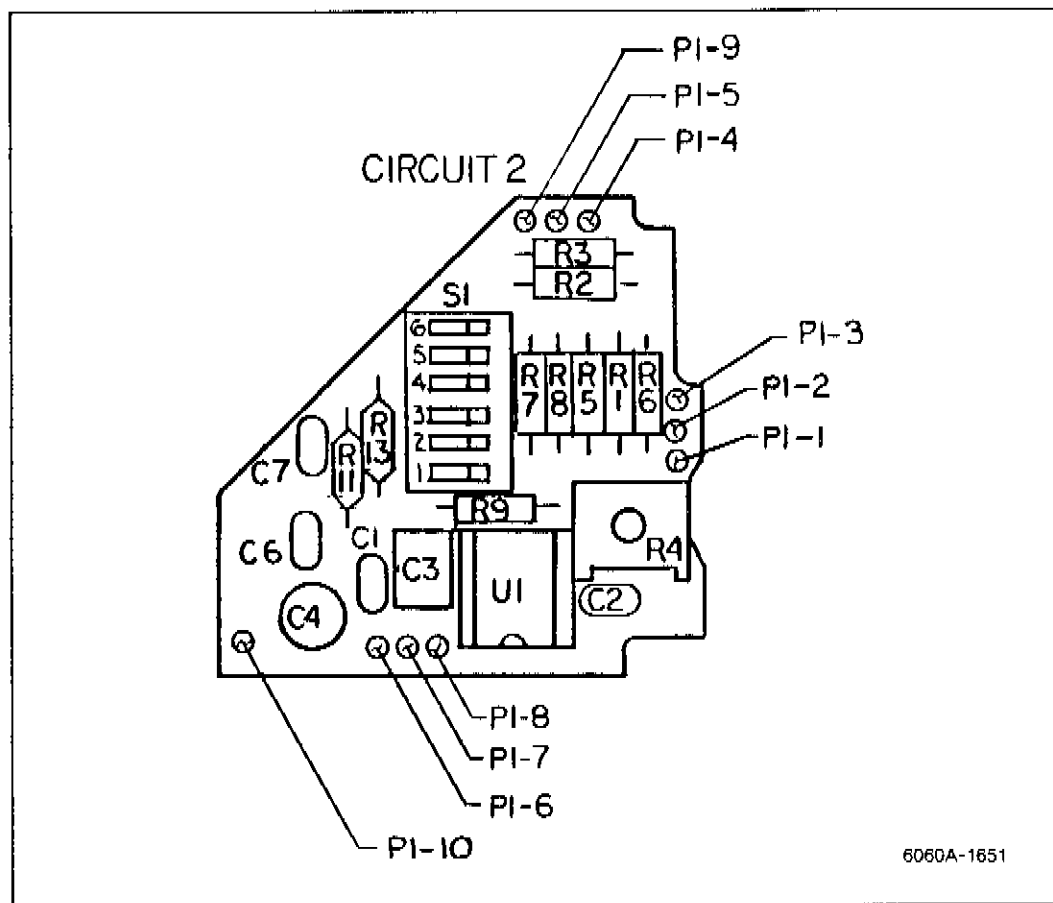 P1-9
P1-5
P1-4
CIRCUIT 2
R3
R2
S1
6
5
4
3
2
1
R7
R8
R5
R1
R6
P1-3
P1-2
P1-1
R13
R11
C7
R9
R4
C6
C1
C3
U1
C2
C4
P1-8
P1-7
P1-6
P1-10
6060A-1651